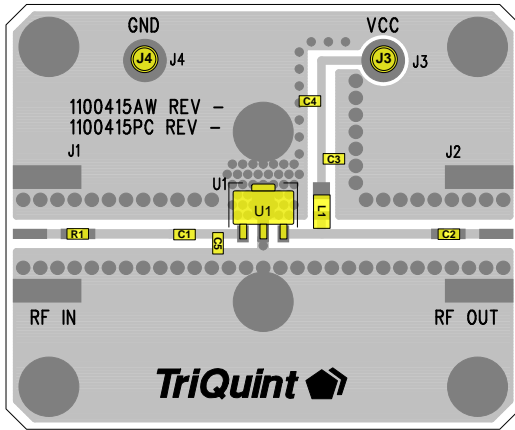 GND
VCC
J4 J4
J3 J3
1100415AW REV -
1100415PC REV -
C4
C3
J1
J2
U1
U1
L1
R1
C1
C5
C2
RF IN
RF OUT
TriQuint